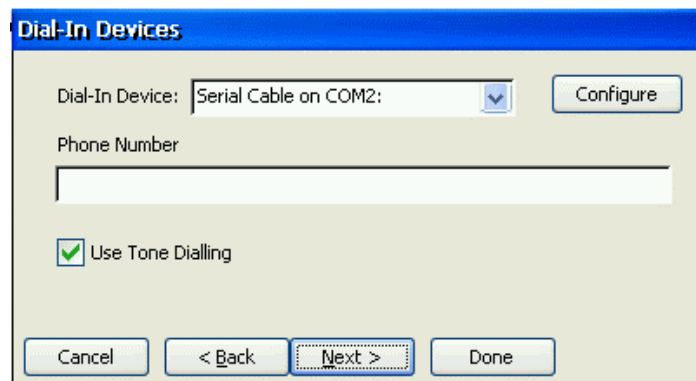 Dial-In Devices
Dial-In Device: Serial Cable on COM2: Configure
Phone Number
Use Tone Dialling
Cancel < Back Next > Done